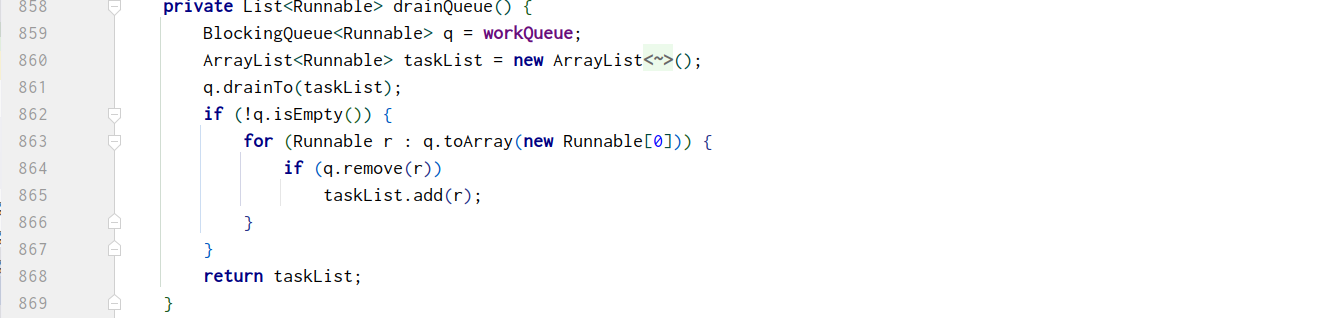 858 private List<Runnable> drainQueue() {
859 BlockingQueue<Runnable> q = workQueue;
860 ArrayList<Runnable> taskList = new ArrayList<~>();
861 q.drainTo(taskList);
862 if (!q.isEmpty()) {
863 for (Runnable r : q.toArray(new Runnable[0])) {
864 if (q.remove(r))
865 taskList.add(r);
866 }
867 }
868 return taskList;
869 }